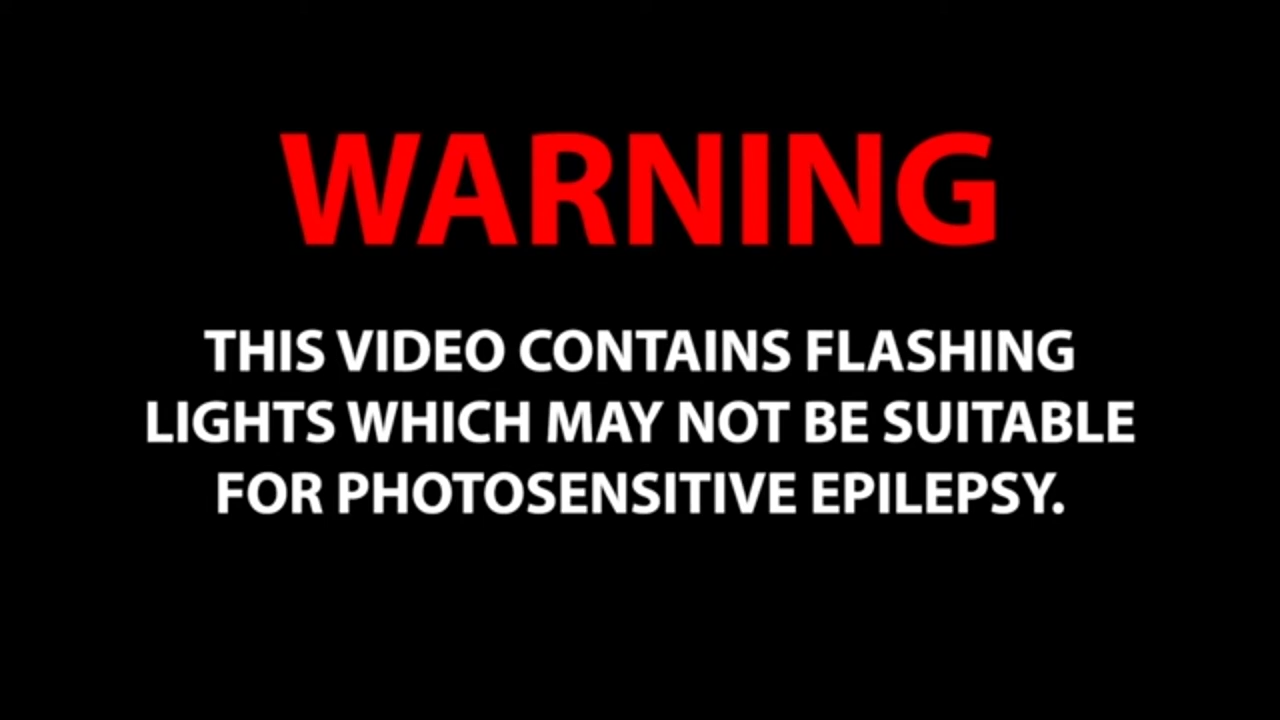 WARNING
THIS VIDEO CONTAINS FLASHING
LIGHTS WHICH MAY NOT BE SUITABLE
FOR PHOTOSENSITIVE EPILEPSY.